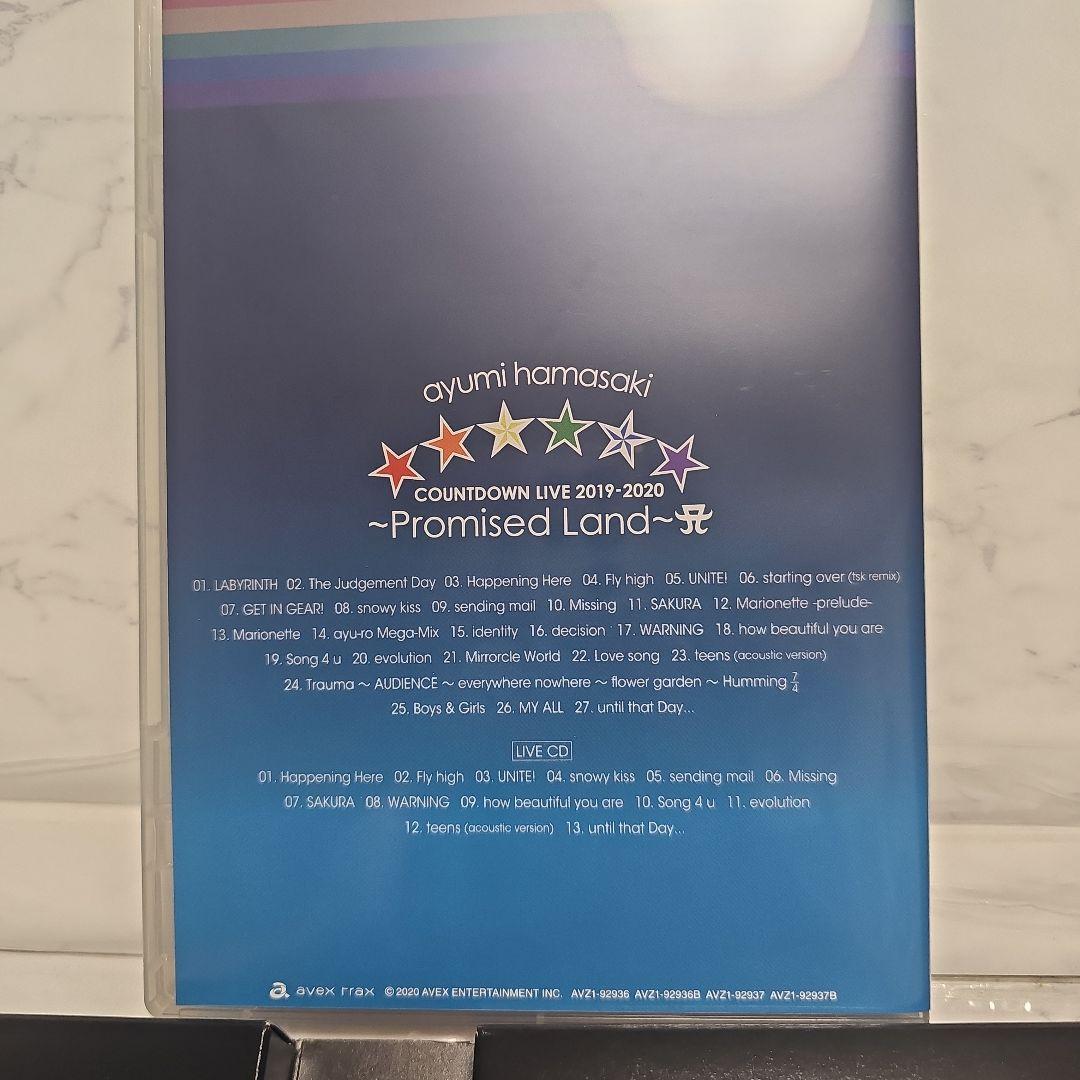 ayumi hamasaki
COUNTDOWN LIVE 2019-2020
~Promised Land~A
01. LABYRINTH 02. The Judgement Day 03. Happening Here 04. Fly high 05. UNITE! 06. starting over (tsk remix)
07. GET IN GEAR! 08. snowy kiss 09. sending mail 10. Missing 11. SAKURA 12. Marionette -prelude-
13. Marionette 14. ayu-ro Mega-Mix 15. identity 16. decision 17. WARNING 18. how beautiful you are
19. Song 4 u 20. evolution 21. Mirrorcle World 22. Love song 23. teens (acoustic version)
24. Trauma ~ AUDIENCE ~ everywhere nowhere ~ flower garden ~ Humming 7/4
25. Boys & Girls 26. MY ALL 27. until that Day...
LIVE CD
01. Happening Here 02. Fly high 03. UNITE! 04. snowy kiss 05. sending mail 06. Missing
07. SAKURA 08. WARNING 09. how beautiful you are 10. Song 4 u 11. evolution
12. teens (acoustic version) 13. until that Day...
a. avex trax © 2020 AVEX ENTERTAINMENT INC. AVZ1-92936 AVZ1-92936B AVZ1-92937 AVZ1-92937B